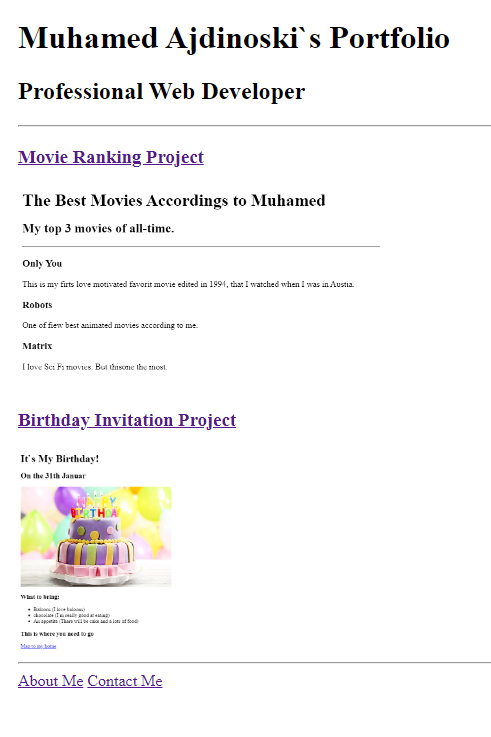 Muhamed Ajdinoski`s Portfolio
Professional Web Developer
Movie Ranking Project
The Best Movies Accordings to Muhamed
My top 3 movies of all-time.
Only You
This is my firts love motivated favorit movie edited in 1994, that I watched when I was in Austia.
Robots
One of fiew best animated movies according to me.
Matrix
I love Sci Fi movies. But thisone the most.
Birthday Invitation Project
It`s My Birthday!
On the 31th Januar
HAPPY
BIRTHDAY
What to bring:
Baloons (I love baloons)
chocolate (I'm really good at eating)
An appetite (There will be cake and a lots of food)
This is where you need to go
Map to my home
About Me Contact Me